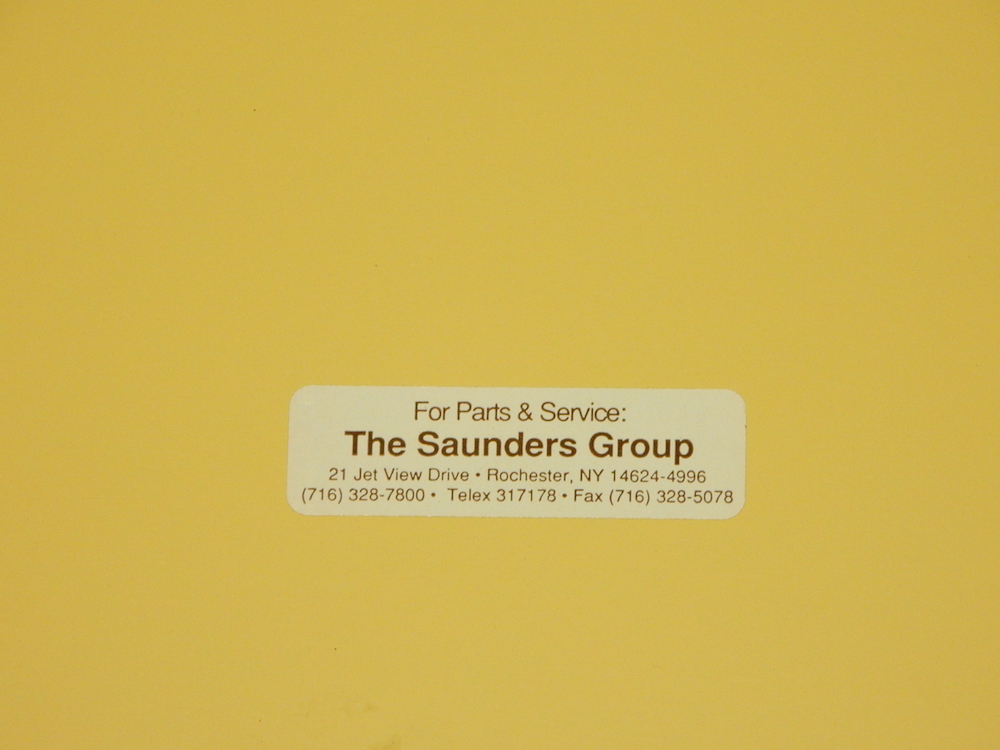 For Parts & Service:
The Saunders Group
21 Jet View Drive • Rochester, NY 14624-4996
(716) 328-7800 • Telex 317178 • Fax (716) 328-5078